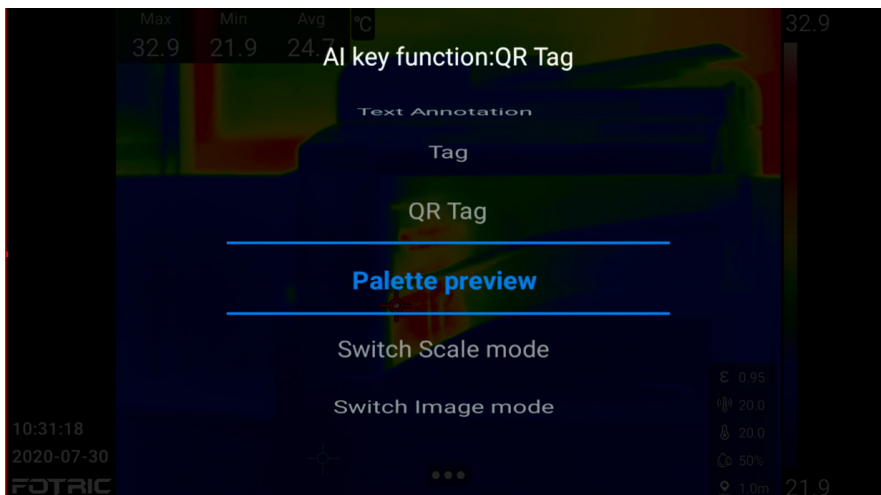 Max Min Avg °C
32.9 21.9 24.7
32.9
AI key function:QR Tag
Text Annotation
Tag
QR Tag
Palette preview
Switch Scale mode
Switch Image mode
ε 0.95
20.0
20.0
50%
1.0m
21.9
10:31:18
2020-07-30
FOTRIC